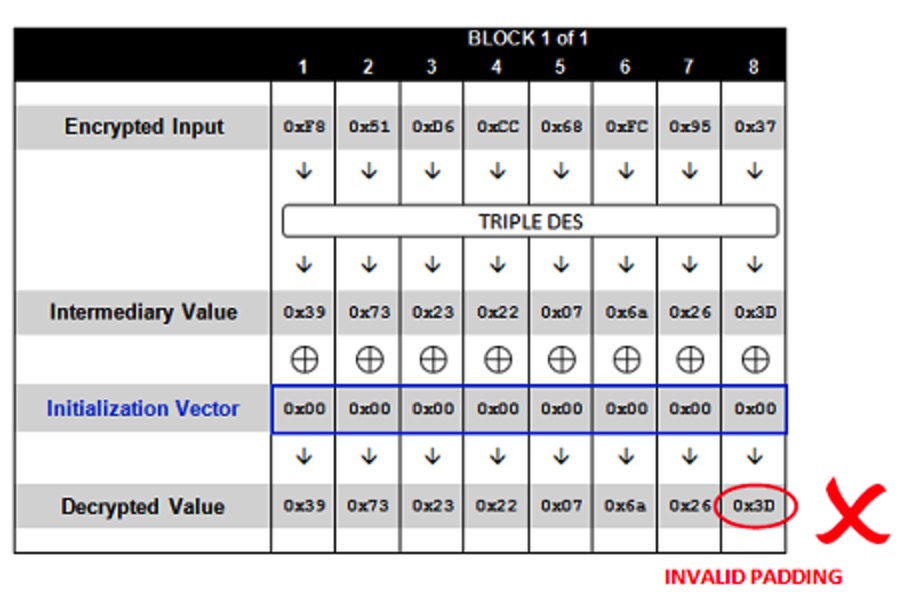 BLOCK 1 of 1
1 2 3 4 5 6 7 8
Encrypted Input 0xF8 0x51 0xD6 0xCC 0x68 0xFC 0x95 0x37
TRIPLE DES
Intermediary Value 0x39 0x73 0x23 0x22 0x07 0x6a 0x26 0x3D
Initialization Vector 0x00 0x00 0x00 0x00 0x00 0x00 0x00 0x00
Decrypted Value 0x39 0x73 0x23 0x22 0x07 0x6a 0x26 0x3D
INVALID PADDING